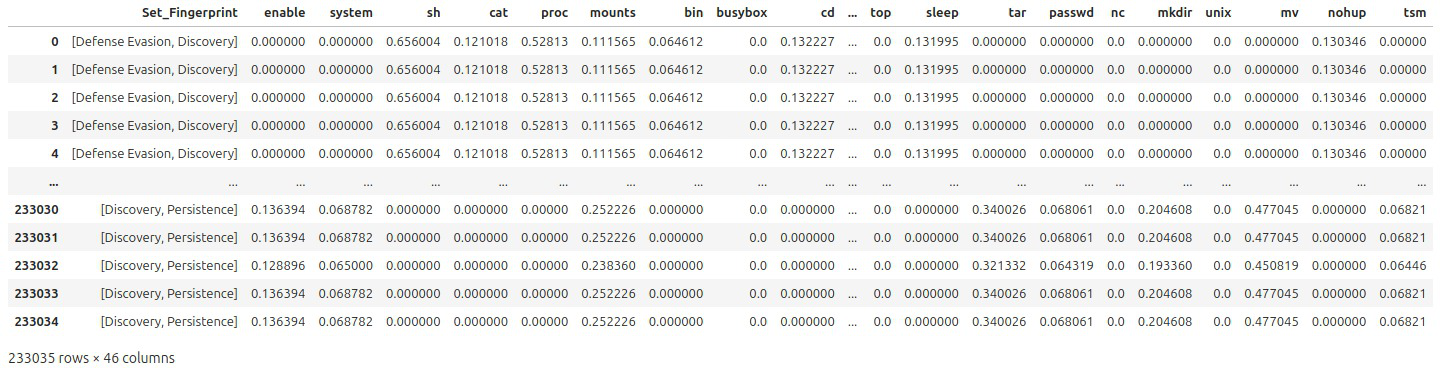 Set_Fingerprint enable system sh cat proc mounts bin busybox cd ... top sleep tar passwd nc mkdir unix mv nohup tsm
0 [Defense Evasion, Discovery] 0.000000 0.000000 0.656004 0.121018 0.52813 0.111565 0.064612 0.0 0.132227 ... 0.0 0.131995 0.000000 0.000000 0.0 0.000000 0.0 0.000000 0.130346 0.00000
1 [Defense Evasion, Discovery] 0.000000 0.000000 0.656004 0.121018 0.52813 0.111565 0.064612 0.0 0.132227 ... 0.0 0.131995 0.000000 0.000000 0.0 0.000000 0.0 0.000000 0.130346 0.00000
2 [Defense Evasion, Discovery] 0.000000 0.000000 0.656004 0.121018 0.52813 0.111565 0.064612 0.0 0.132227 ... 0.0 0.131995 0.000000 0.000000 0.0 0.000000 0.0 0.000000 0.130346 0.00000
3 [Defense Evasion, Discovery] 0.000000 0.000000 0.656004 0.121018 0.52813 0.111565 0.064612 0.0 0.132227 ... 0.0 0.131995 0.000000 0.000000 0.0 0.000000 0.0 0.000000 0.130346 0.00000
4 [Defense Evasion, Discovery] 0.000000 0.000000 0.656004 0.121018 0.52813 0.111565 0.064612 0.0 0.132227 ... 0.0 0.131995 0.000000 0.000000 0.0 0.000000 0.0 0.000000 0.130346 0.00000
... ... ... ... ... ... ... ... ... ... ... ... ... ... ... ... ... ... ... ... ... ...
233030 [Discovery, Persistence] 0.136394 0.068782 0.000000 0.000000 0.00000 0.252226 0.000000 0.0 0.000000 ... 0.0 0.000000 0.340026 0.068061 0.0 0.204608 0.0 0.477045 0.000000 0.06821
233031 [Discovery, Persistence] 0.136394 0.068782 0.000000 0.000000 0.00000 0.252226 0.000000 0.0 0.000000 ... 0.0 0.000000 0.340026 0.068061 0.0 0.204608 0.0 0.477045 0.000000 0.06821
233032 [Discovery, Persistence] 0.128896 0.065000 0.000000 0.000000 0.00000 0.238360 0.000000 0.0 0.000000 ... 0.0 0.000000 0.321332 0.064319 0.0 0.193360 0.0 0.450819 0.000000 0.06446
233033 [Discovery, Persistence] 0.136394 0.068782 0.000000 0.000000 0.00000 0.252226 0.000000 0.0 0.000000 ... 0.0 0.000000 0.340026 0.068061 0.0 0.204608 0.0 0.477045 0.000000 0.06821
233034 [Discovery, Persistence] 0.136394 0.068782 0.000000 0.000000 0.00000 0.252226 0.000000 0.0 0.000000 ... 0.0 0.000000 0.340026 0.068061 0.0 0.204608 0.0 0.477045 0.000000 0.06821
233035 rows × 46 columns